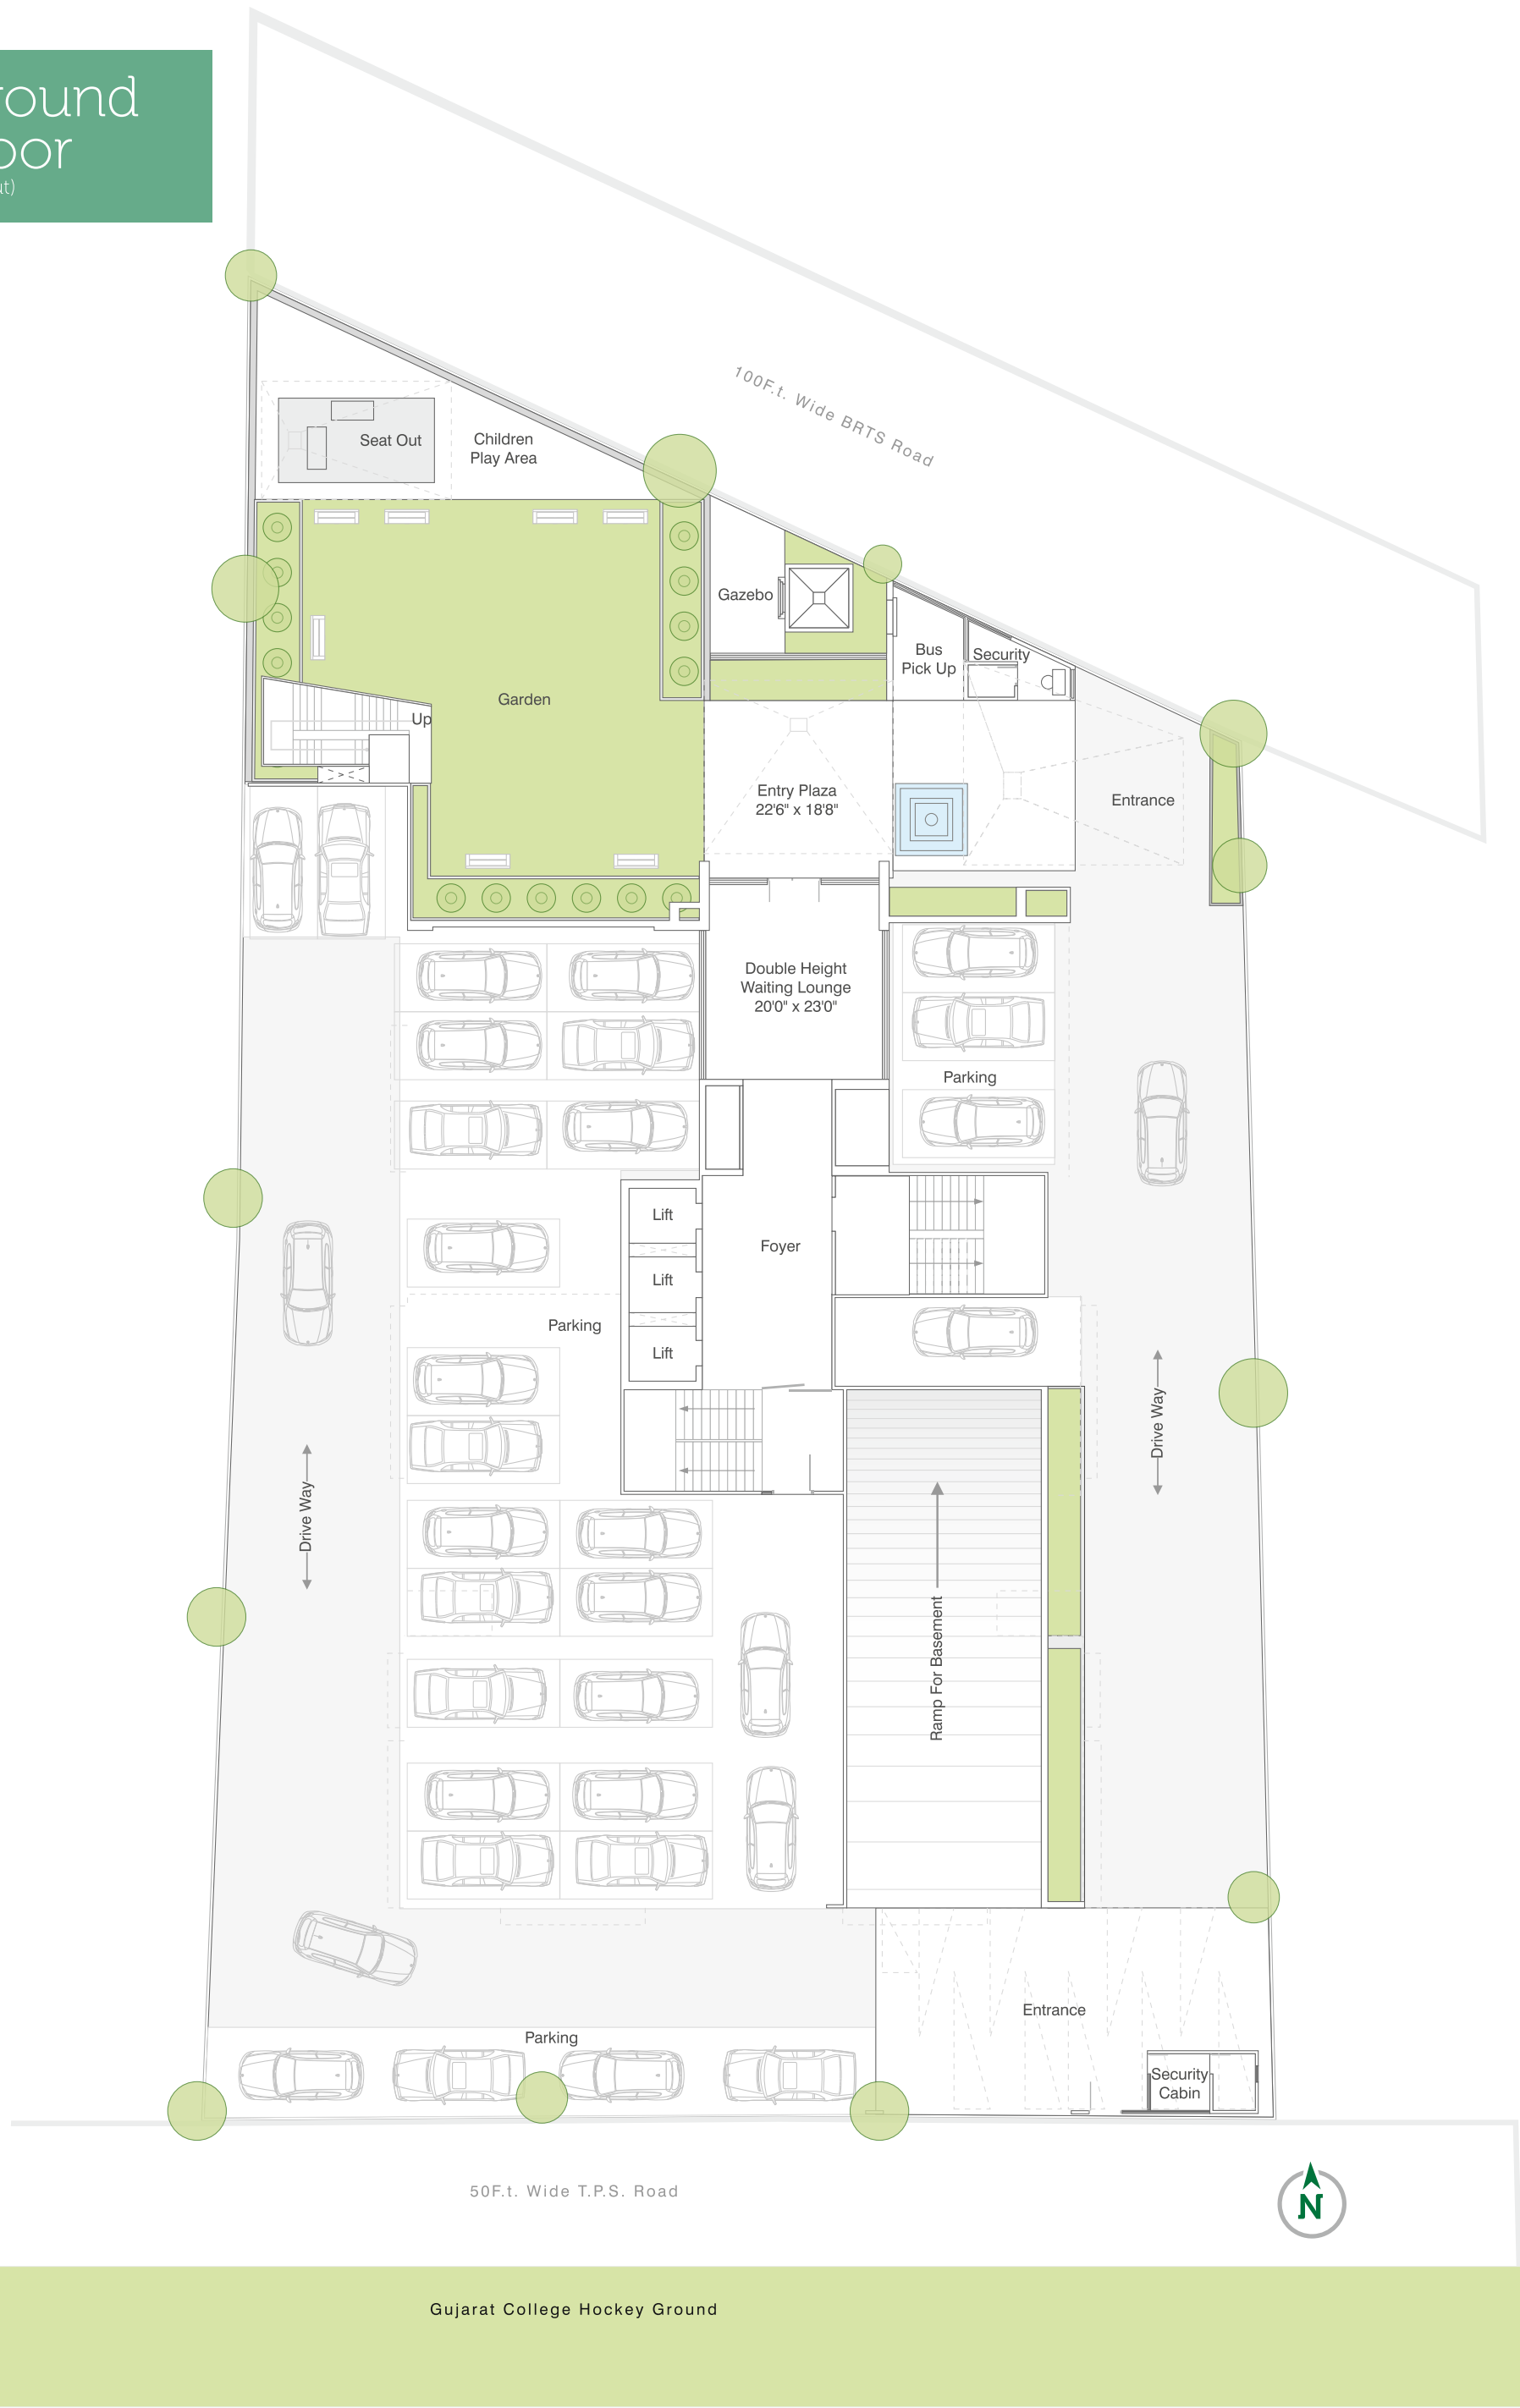 round
oor
ut)
100F.t. Wide BRTS Road
Seat Out
Children
Play Area
Gazebo
Bus
Pick Up
Security
Garden
Up
Entry Plaza
22'6" x 18'8"
Entrance
Double Height
Waiting Lounge
20'0" x 23'0"
Parking
Lift
Foyer
Lift
Parking
Lift
Drive Way
Drive Way
Ramp For Basement
Entrance
Parking
Security
Cabin
50F.t. Wide T.P.S. Road
N
Gujarat College Hockey Ground